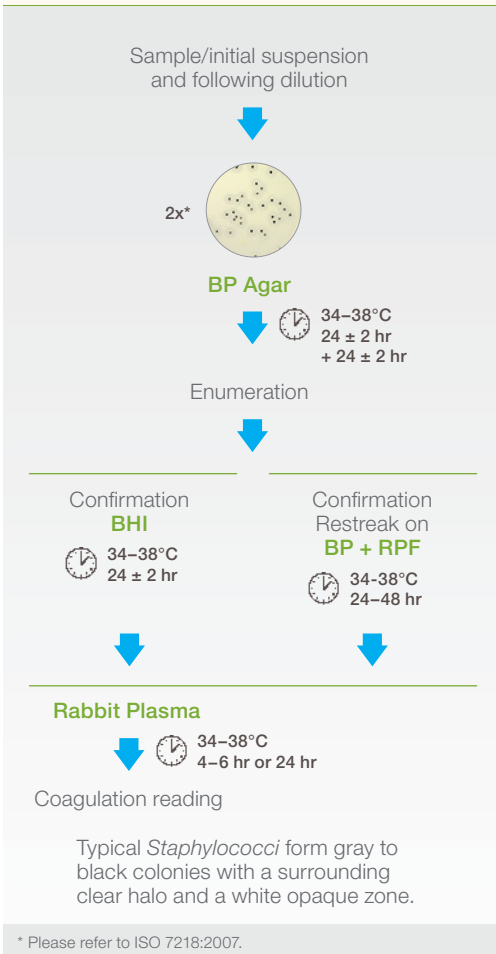 Sample/initial suspension
and following dilution
2x*
BP Agar
34–38°C
24 ± 2 hr
+ 24 ± 2 hr
Enumeration
Confirmation
BHI
34–38°C
24 ± 2 hr
Confirmation
Restreak on
BP + RPF
34-38°C
24–48 hr
Rabbit Plasma
34–38°C
4–6 hr or 24 hr
Coagulation reading
Typical Staphylococci form gray to
black colonies with a surrounding
clear halo and a white opaque zone.
* Please refer to ISO 7218:2007.